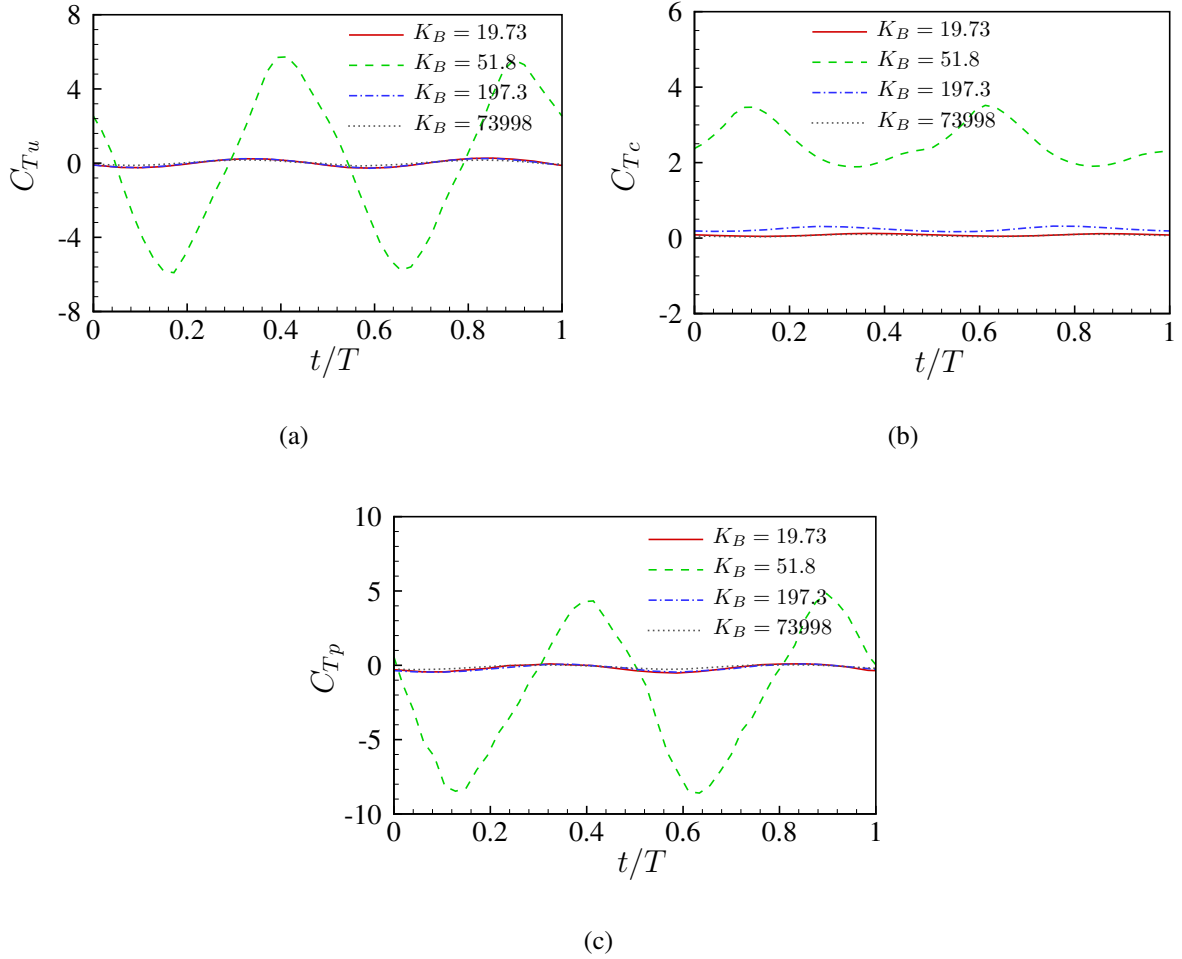 8
4
0
-4
-8
C_{Tu}
K_B = 19.73
K_B = 51.8
K_B = 197.3
K_B = 73998
0 0.2 0.4 0.6 0.8 1
t/T
(a)
6
4
2
0
-2
C_{Tc}
K_B = 19.73
K_B = 51.8
K_B = 197.3
K_B = 73998
0 0.2 0.4 0.6 0.8 1
t/T
(b)
10
5
0
-5
-10
C_{Tp}
K_B = 19.73
K_B = 51.8
K_B = 197.3
K_B = 73998
0 0.2 0.4 0.6 0.8 1
t/T
(c)